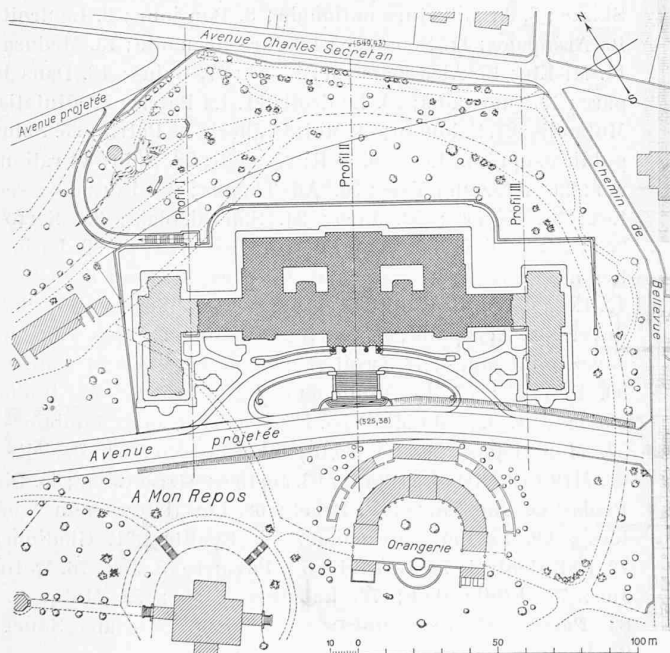 Avenue Charles Secretan
(549,43)
N
S
Avenue projetée
Profil I
Profil II
Profil III
Chemin de Bellevue
(525,38)
Avenue projetée
A Mon Repos
Orangerie
10 0 50 100 m